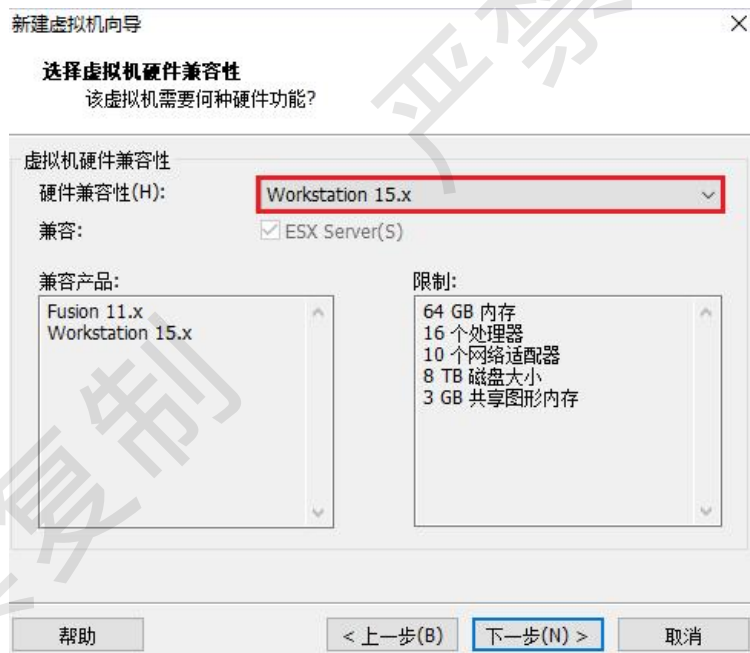 新建虚拟机向导
选择虚拟机硬件兼容性
该虚拟机需要何种硬件功能?
虚拟机硬件兼容性
硬件兼容性(H):
Workstation 15.x
兼容:
ESX Server(S)
兼容产品:
Fusion 11.x
Workstation 15.x
限制:
64 GB 内存
16 个处理器
10 个网络适配器
8 TB 磁盘大小
3 GB 共享图形内存
帮助
< 上一步(B)
下一步(N) >
取消
严禁
复制